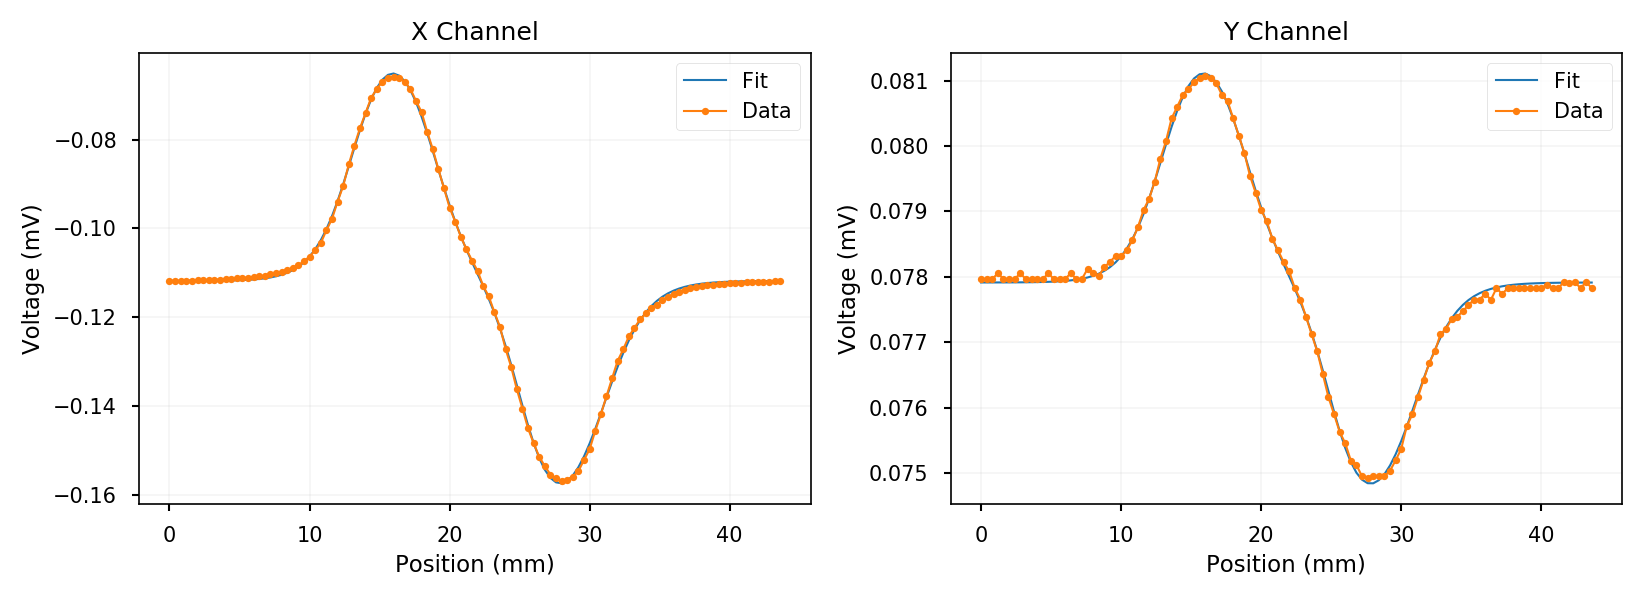 X Channel
Fit
Data
−0.08
−0.10
−0.12
−0.14
−0.16
Voltage (mV)
0 10 20 30 40
Position (mm)
Y Channel
Fit
Data
0.081
0.080
0.079
0.078
0.077
0.076
0.075
Voltage (mV)
0 10 20 30 40
Position (mm)